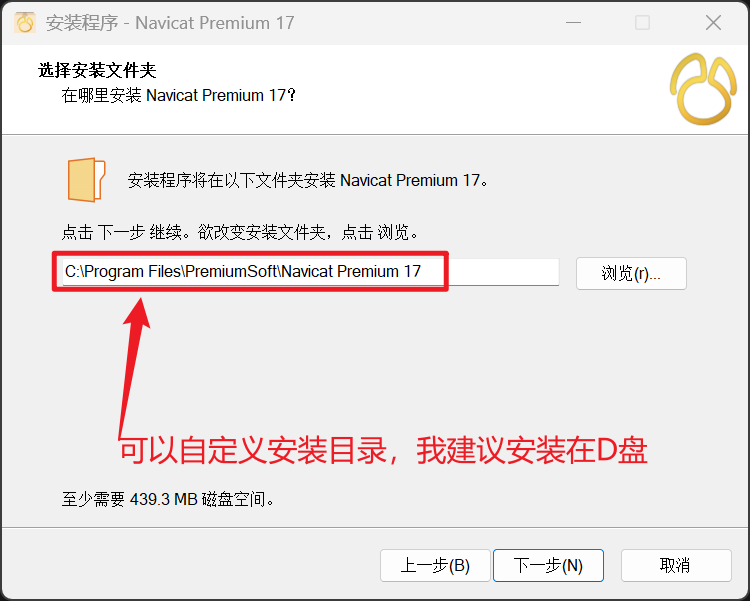 安装程序 - Navicat Premium 17
选择安装文件夹
在哪里安装 Navicat Premium 17?
安装程序将在以下文件夹安装 Navicat Premium 17。
点击 下一步 继续。欲改变安装文件夹，点击 浏览。
C:\Program Files\PremiumSoft\Navicat Premium 17
浏览(r)...
可以自定义安装目录，我建议安装在D盘
至少需要 439.3 MB 磁盘空间。
上一步(B)
下一步(N)
取消